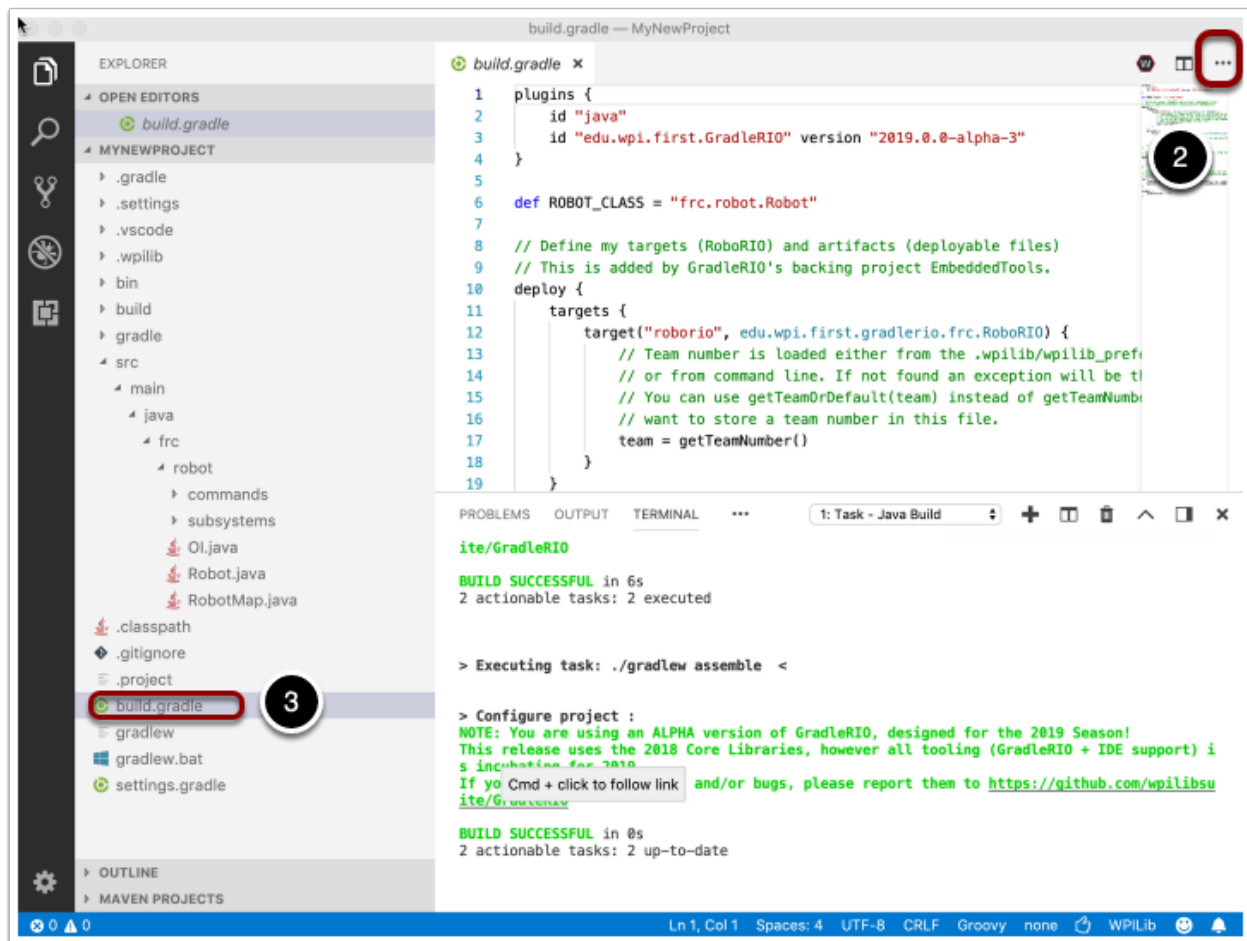 build.gradle — MyNewProject
EXPLORER
OPEN EDITORS
build.gradle
MYNEWPROJECT
.gradle
.settings
.vscode
.wpilib
bin
build
gradle
src
main
java
frc
robot
commands
subsystems
OI.java
Robot.java
RobotMap.java
.classpath
.gitignore
.project
build.gradle
3
gradlew
gradlew.bat
settings.gradle
OUTLINE
MAVEN PROJECTS
build.gradle
W
2
1 plugins {
2 id "java"
3 id "edu.wpi.first.GradleRIO" version "2019.0.0-alpha-3"
4 }
5
6 def ROBOT_CLASS = "frc.robot.Robot"
7
8 // Define my targets (RoboRIO) and artifacts (deployable files)
9 // This is added by GradleRIO's backing project EmbeddedTools.
10 deploy {
11 targets {
12 target("roborio", edu.wpi.first.gradlerio.frc.RoboRIO) {
13 // Team number is loaded either from the .wpilib/wpilib_prefe
14 // or from command line. If not found an exception will be th
15 // You can use getTeamOrDefault(team) instead of getTeamNumbe
16 // want to store a team number in this file.
17 team = getTeamNumber()
18 }
19 }
PROBLEMS OUTPUT TERMINAL ••• 1: Task - Java Build
ite/GradleRIO
BUILD SUCCESSFUL in 6s
2 actionable tasks: 2 executed
> Executing task: ./gradlew assemble <
> Configure project :
NOTE: You are using an ALPHA version of GradleRIO, designed for the 2019 Season!
This release uses the 2018 Core Libraries, however all tooling (GradleRIO + IDE support) i
s incubating for 2019
If yo Cmd + click to follow link and/or bugs, please report them to https://github.com/wpilibsu
ite/GradleRIO
BUILD SUCCESSFUL in 0s
2 actionable tasks: 2 up-to-date
0 0 Ln 1, Col 1 Spaces: 4 UTF-8 CRLF Groovy none WPILib